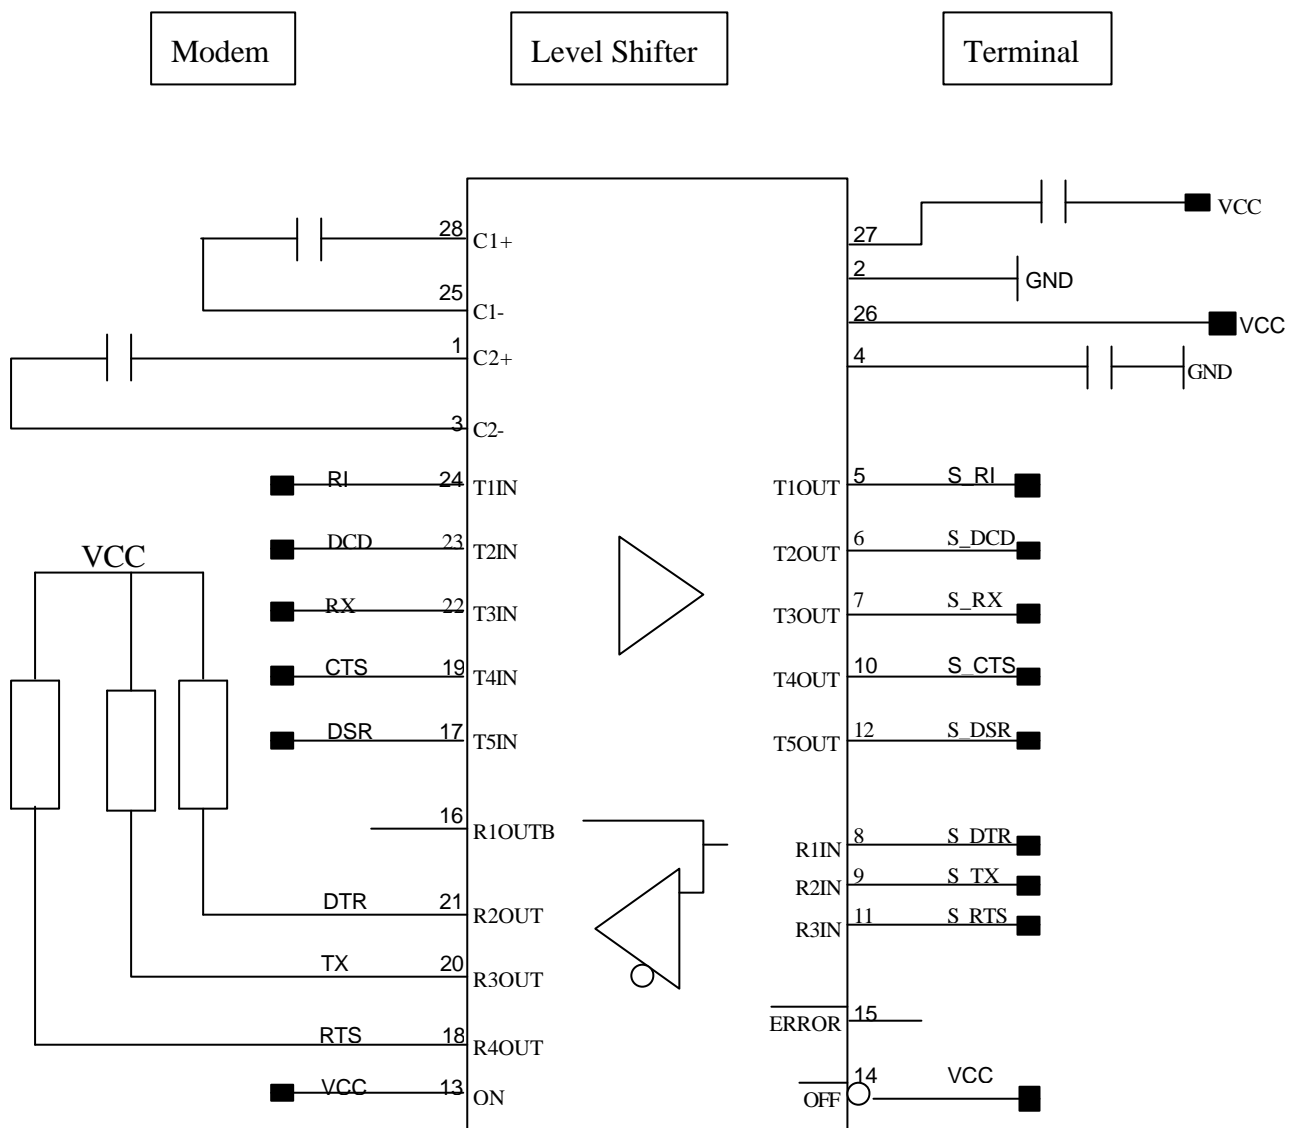 Modem
Level Shifter
Terminal
28
C1+
25
C1-
1
C2+
3
C2-
27
VCC
2
GND
26
VCC
4
GND
RI 24 T1IN
DCD 23 T2IN
RX 22 T3IN
CTS 19 T4IN
DSR 17 T5IN
VCC
16
R1OUTB
DTR 21 R2OUT
TX 20 R3OUT
RTS 18 R4OUT
VCC 13 ON
T1OUT 5 S_RI
T2OUT 6 S_DCD
T3OUT 7 S_RX
T4OUT 10 S_CTS
T5OUT 12 S_DSR
R1IN 8 S_DTR
R2IN 9 S_TX
R3IN 11 S_RTS
ERROR 15
OFF 14 VCC